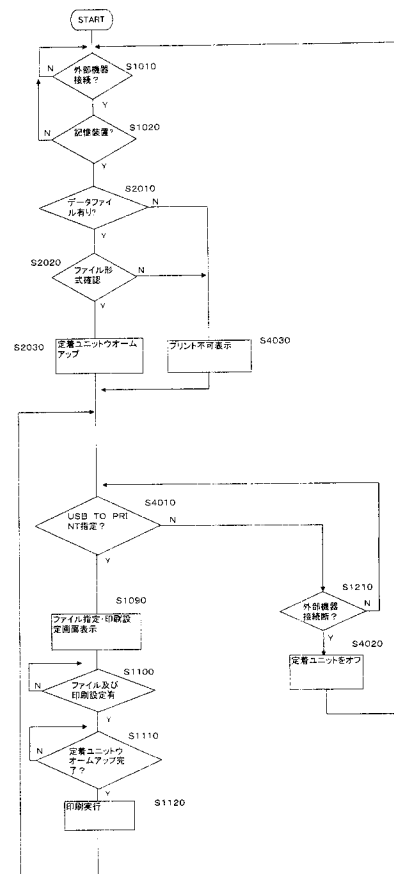 START
外部機器
接続？
S1010
N
Y
記憶装置？
S1020
N
Y
データファイ
ル有り？
S2010
N
Y
S2020
ファイル形
式確認
N
Y
S2030
定着ユニットウオーム
アップ
プリント不可表示
S4030
USB TO PRI
NT指定？
S4010
N
Y
S1090
ファイル指定・印刷設
定画面表示
S1210
外部機器
接続断？
N
Y
S4020
定着ユニットをオフ
S1100
ファイル及び
印刷設定有
N
Y
S1110
定着ユニットウ
オームアップ完
了？
N
Y
S1120
印刷実行